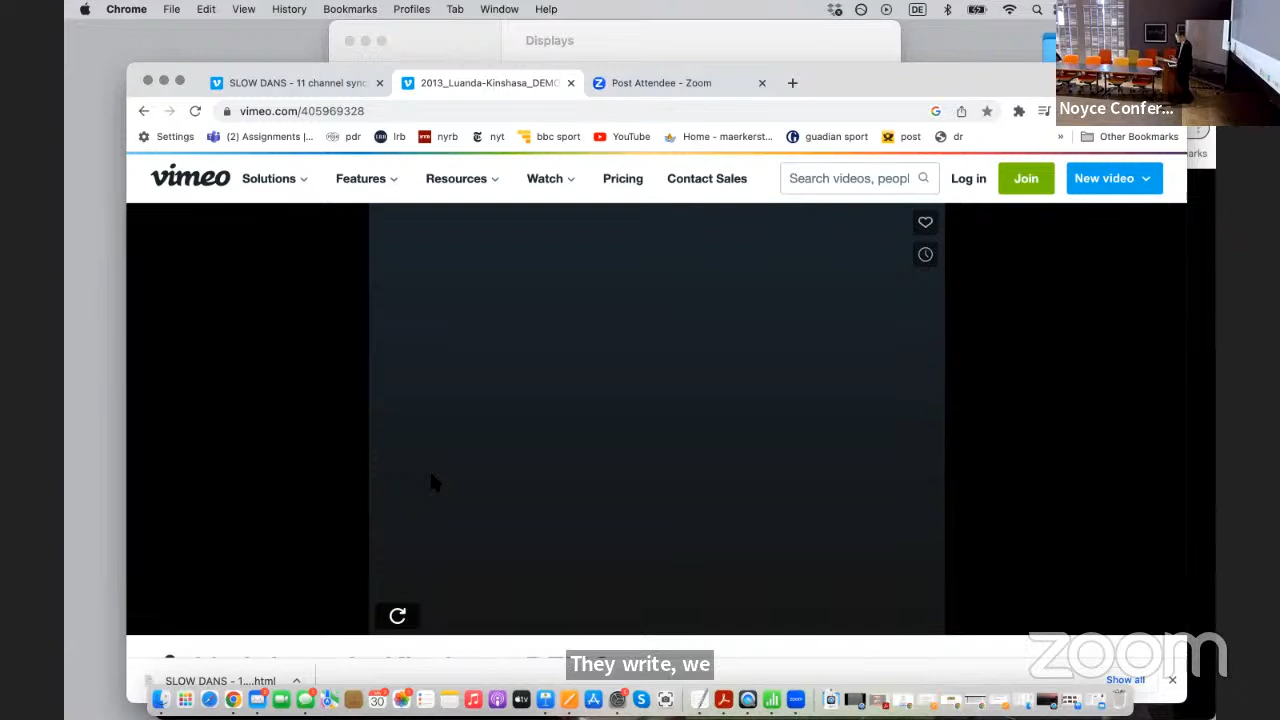 Chrome File Edit View History Bookmarks Profiles Tab Window Help DE
Displays
SLOW DANS - 11 channel sync
2013_Luanda-Kinshasa_DEMO
Post Attendee - Zoom
Noyce Confer...
vimeo.com/405969328
Settings
(2) Assignments |...
pdr
lrb
nyrb
nyt
bbc sport
YouTube
Home - maerkerst...
guadian sport
post
dr
»
Other Bookmarks
arks
vimeo
Solutions
Features
Resources
Watch
Pricing
Contact Sales
Search videos, peopl
Log in
Join
New video
They write, we
zoom
SLOW DANS - 1....html
Show all
30